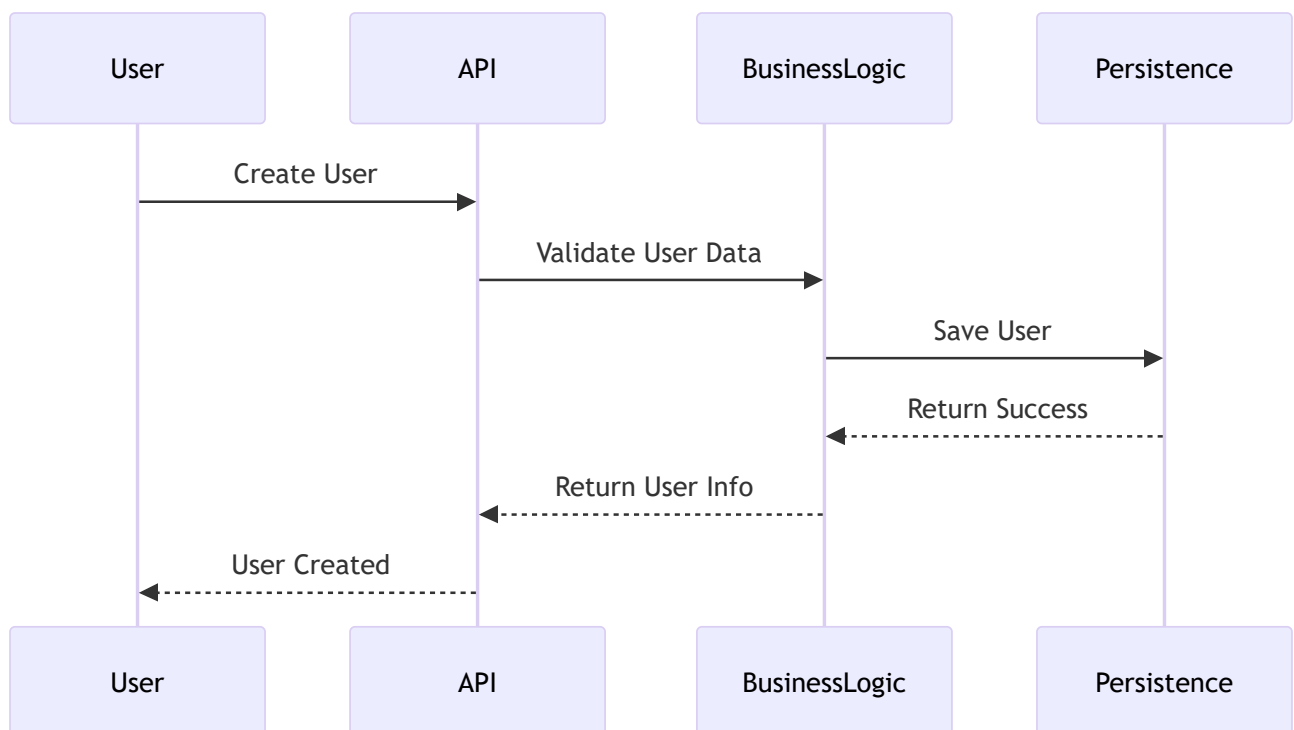 User
API
BusinessLogic
Persistence
Create User
Validate User Data
Save User
Return Success
Return User Info
User Created
User
API
BusinessLogic
Persistence